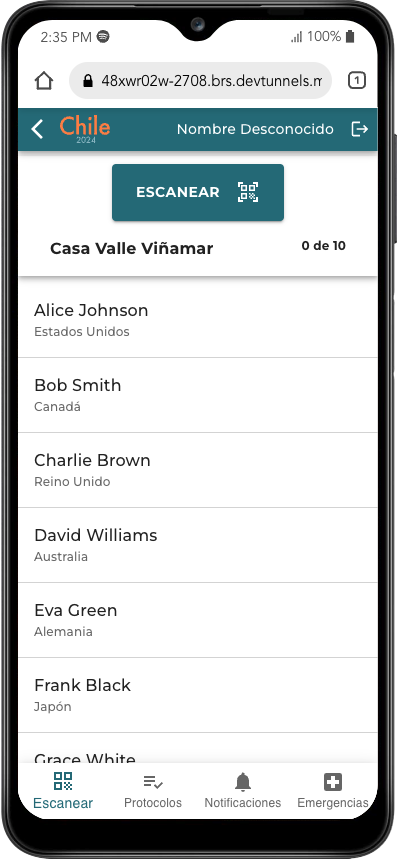 2:35 PM 100%
48xwr02w-2708.brs.devtunnels.m 1
Chile Nombre Desconocido
2024
ESCANEAR
Casa Valle Viñamar 0 de 10
Alice Johnson
Estados Unidos
Bob Smith
Canadá
Charlie Brown
Reino Unido
David Williams
Australia
Eva Green
Alemania
Frank Black
Japón
Grace White
Escanear Protocolos Notificaciones Emergencias